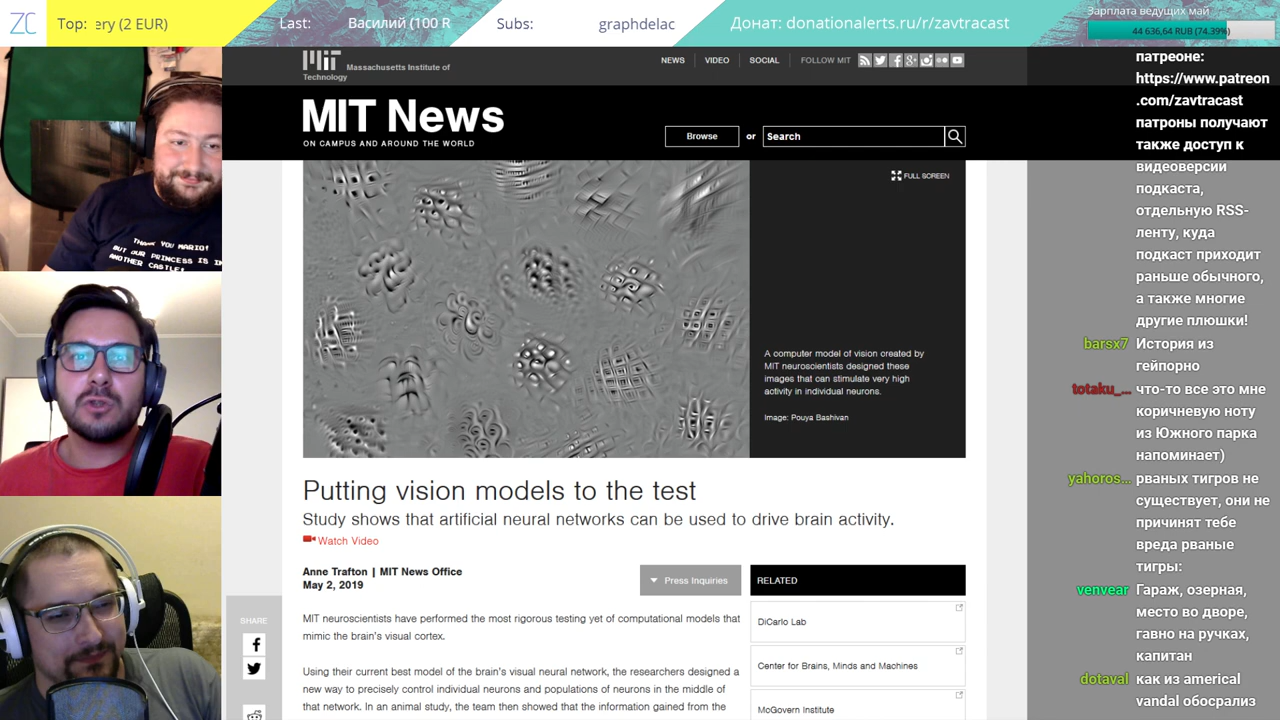 ZC
Top:
ery (2 EUR)
Last:
Василий (100 R
Subs:
graphdelac
Донат: donationalerts.ru/r/zavtracast
Зарплата ведущих май
44 636,64 RUB (74.39%)
THANK YOU MARIO!
BUT OUR PRINCESS IS IN
ANOTHER CASTLE!
Massachusetts Institute of
Technology
NEWS
VIDEO
SOCIAL
FOLLOW MIT
MIT News
ON CAMPUS AND AROUND THE WORLD
Browse
or
Search
FULL SCREEN
A computer model of vision created by
MIT neuroscientists designed these
images that can stimulate very high
activity in individual neurons.
Image: Pouya Bashivan
Putting vision models to the test
Study shows that artificial neural networks can be used to drive brain activity.
Watch Video
Anne Trafton | MIT News Office
May 2, 2019
Press Inquiries
RELATED
DiCarlo Lab
Center for Brains, Minds and Machines
McGovern Institute
SHARE
MIT neuroscientists have performed the most rigorous testing yet of computational models that
mimic the brain's visual cortex.
Using their current best model of the brain's visual neural network, the researchers designed a
new way to precisely control individual neurons and populations of neurons in the middle of
that network. In an animal study, the team then showed that the information gained from the
патреоне:
https://www.patreon
.com/zavtracast
патроны получают
также доступ к
видеоверсии
подкаста,
отдельную RSS-
ленту, куда
подкаст приходит
раньше обычного,
а также многие
другие плюшки!
barsx7 История из
гейпорно
totaku_... что-то все это мне
коричневую ноту
из Южного парка
напоминает)
yahoros... рваных тигров не
существует, они не
причинят тебе
вреда рваные
тигры:
venvear Гараж, озерная,
место во дворе,
гавно на ручках,
капитан
dotaval как из americal
vandal обосрализ